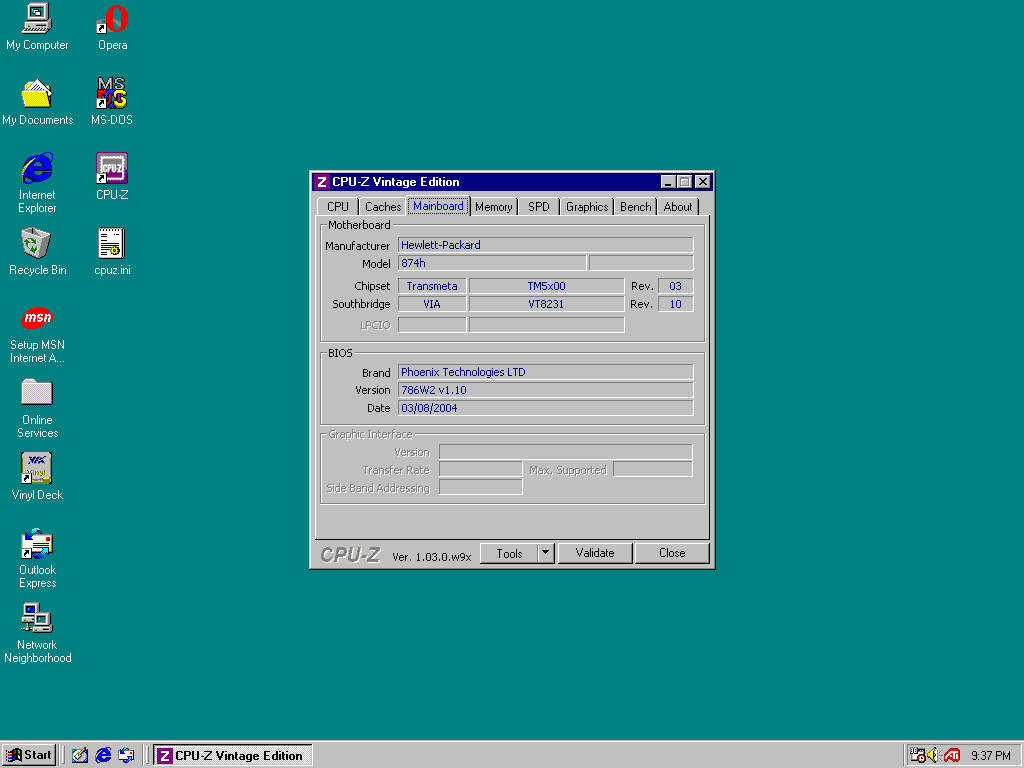 My Computer
Opera
My Documents
MS-DOS
Internet
Explorer
CPU-Z
Recycle Bin
cpuz.ini
msn
Setup MSN
Internet A...
Online
Services
Vinyl Deck
Outlook
Express
Network
Neighborhood
CPU-Z Vintage Edition
CPU Caches Mainboard Memory SPD Graphics Bench About
Motherboard
Manufacturer Hewlett-Packard
Model 874h
Chipset Transmeta TM5x00 Rev. 03
Southbridge VIA VT8231 Rev. 10
LPCIO
BIOS
Brand Phoenix Technologies LTD
Version 786W2 v1.10
Date 03/08/2004
Graphic Interface
Version
Transfer Rate Max. Supported
Side Band Addressing
CPU-Z Ver. 1.03.0.w9x Tools Validate Close
Start CPU-Z Vintage Edition 9:37 PM